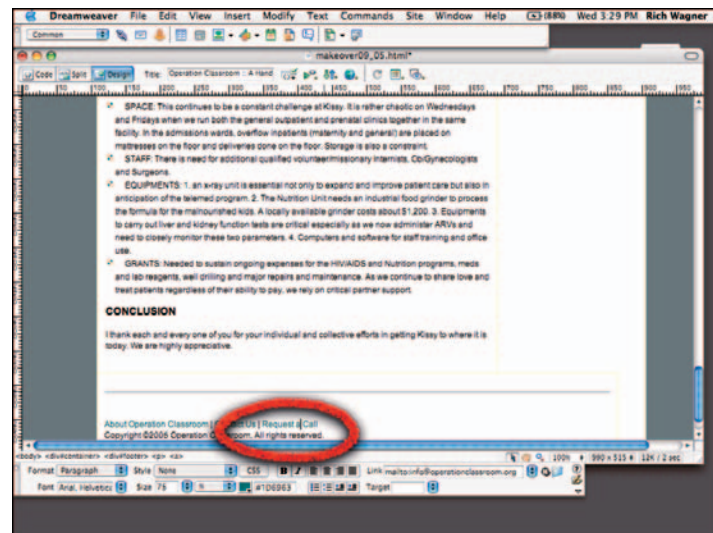 Dreamweaver File Edit View Insert Modify Text Commands Site Window Help (88%) Wed 3:29 PM Rich Wagner
Common
makeover09_05.html*
Code Split Design Title: Operation Classroom : A Hand
SPACE: This continues to be a constant challenge at Kissy. It is rather chaotic on Wednesdays
and Fridays when we run both the general outpatient and prenatal clinics together in the same
facility. In the admissions wards, overflow inpatients (maternity and general) are placed on
mattresses on the floor and deliveries done on the floor. Storage is also a constraint.
STAFF: There is need for additional qualified volunteer/missionary internists, Ob/Gynecologists
and Surgeons.
EQUIPMENTS: 1. an x-ray unit is essential not only to expand and improve patient care but also in
anticipation of the telemed program. 2. The Nutrition Unit needs an industrial food grinder to process
the formula for the malnourished kids. A locally available grinder costs about $1,200. 3. Equipments
to carry out liver and kidney function tests are critical especially as we now administer ARVs and
need to closely monitor these two parameters. 4. Computers and software for staff training and office
use.
GRANTS: Needed to sustain ongoing expenses for the HIV/AIDS and Nutrition programs, meds
and lab reagents, well drilling and major repairs and maintenance. As we continue to share love and
treat patients regardless of their ability to pay, we rely on critical partner support.
CONCLUSION
I thank each and every one of you for your individual and collective efforts in getting Kissy to where it is
today. We are highly appreciative.
About Operation Classroom | Us | Request a Call
Copyright ©2005 Operation Classroom. All rights reserved.
<body> <div#container> <div#footer> <p> <a> 100% 990 x 515 12K / 2 sec
Format Paragraph Style None CSS B I Link mailto:info@operationclassroom.org
Font Arial, Helvetica Size 75 % #1D6963 Target